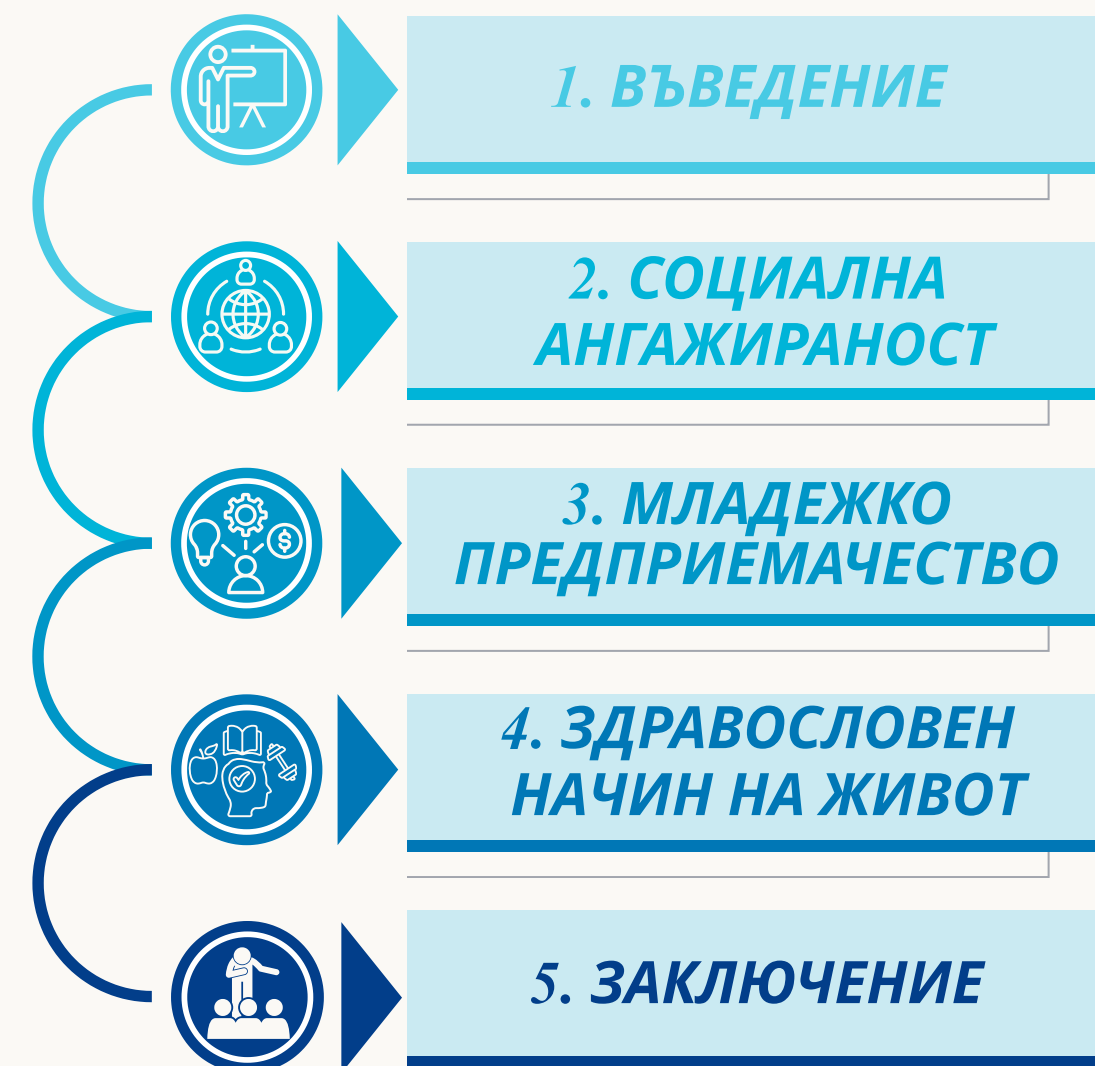 1. ВЪВЕДЕНИЕ
2. СОЦИАЛНА
АНГАЖИРАНОСТ
3. МЛАДЕЖКО
ПРЕДПРИЕМАЧЕСТВО
4. ЗДРАВОСЛОВЕН
НАЧИН НА ЖИВОТ
5. ЗАКЛЮЧЕНИЕ